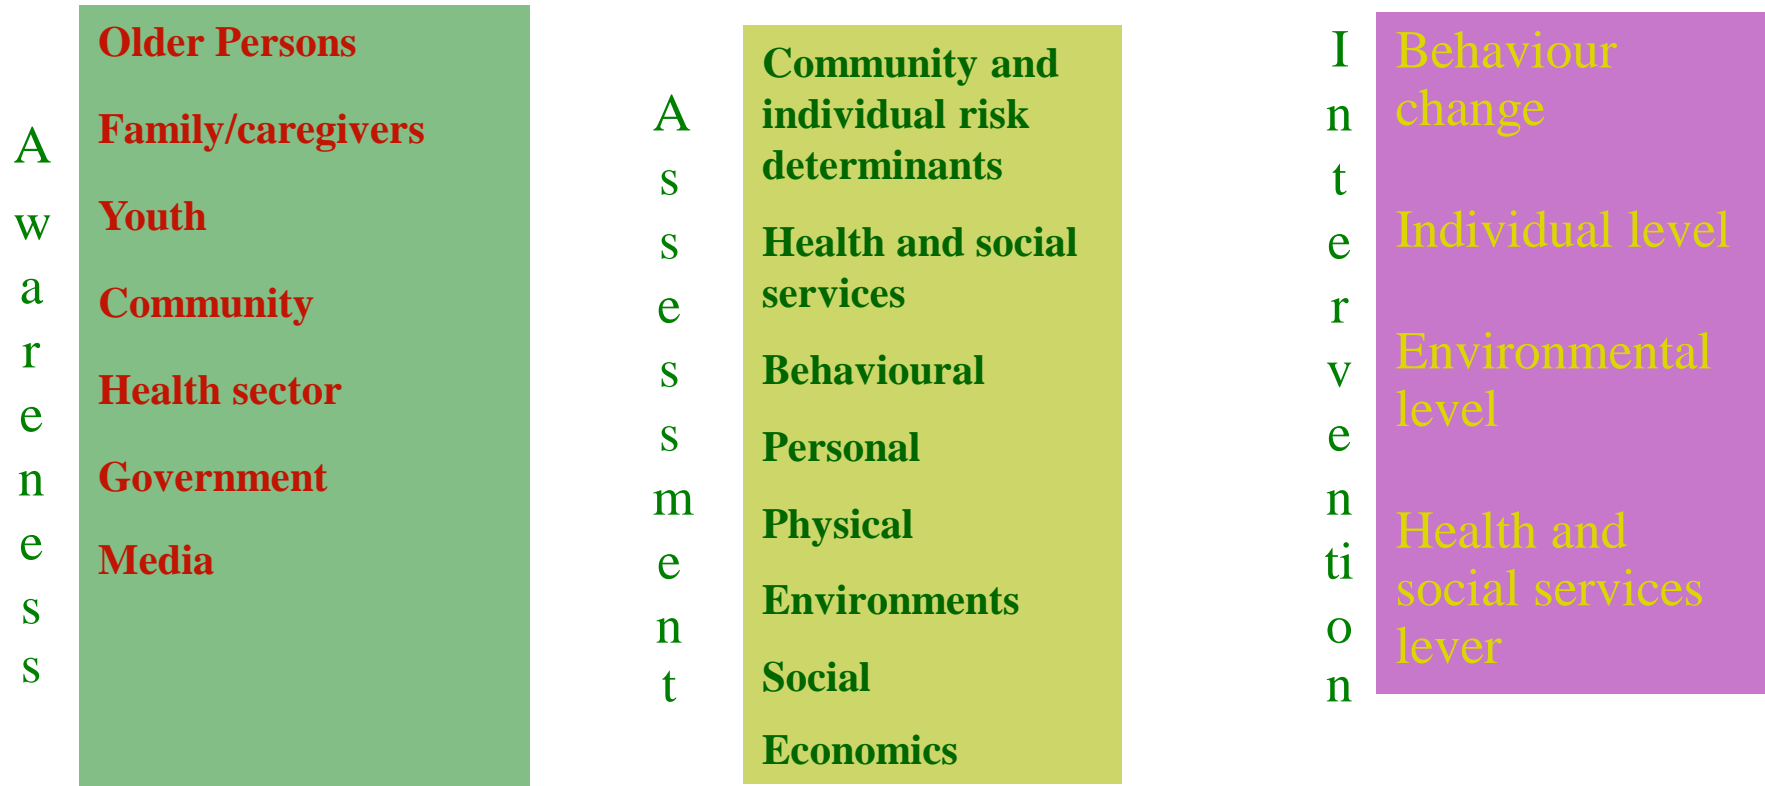 Awareness
Older Persons
Family/caregivers
Youth
Community
Health sector
Government
Media
Assessment
Community and
individual risk
determinants
Health and social
services
Behavioural
Personal
Physical
Environments
Social
Economics
Intervention
Behaviour
change
Individual level
Environmental
level
Health and
social services
lever